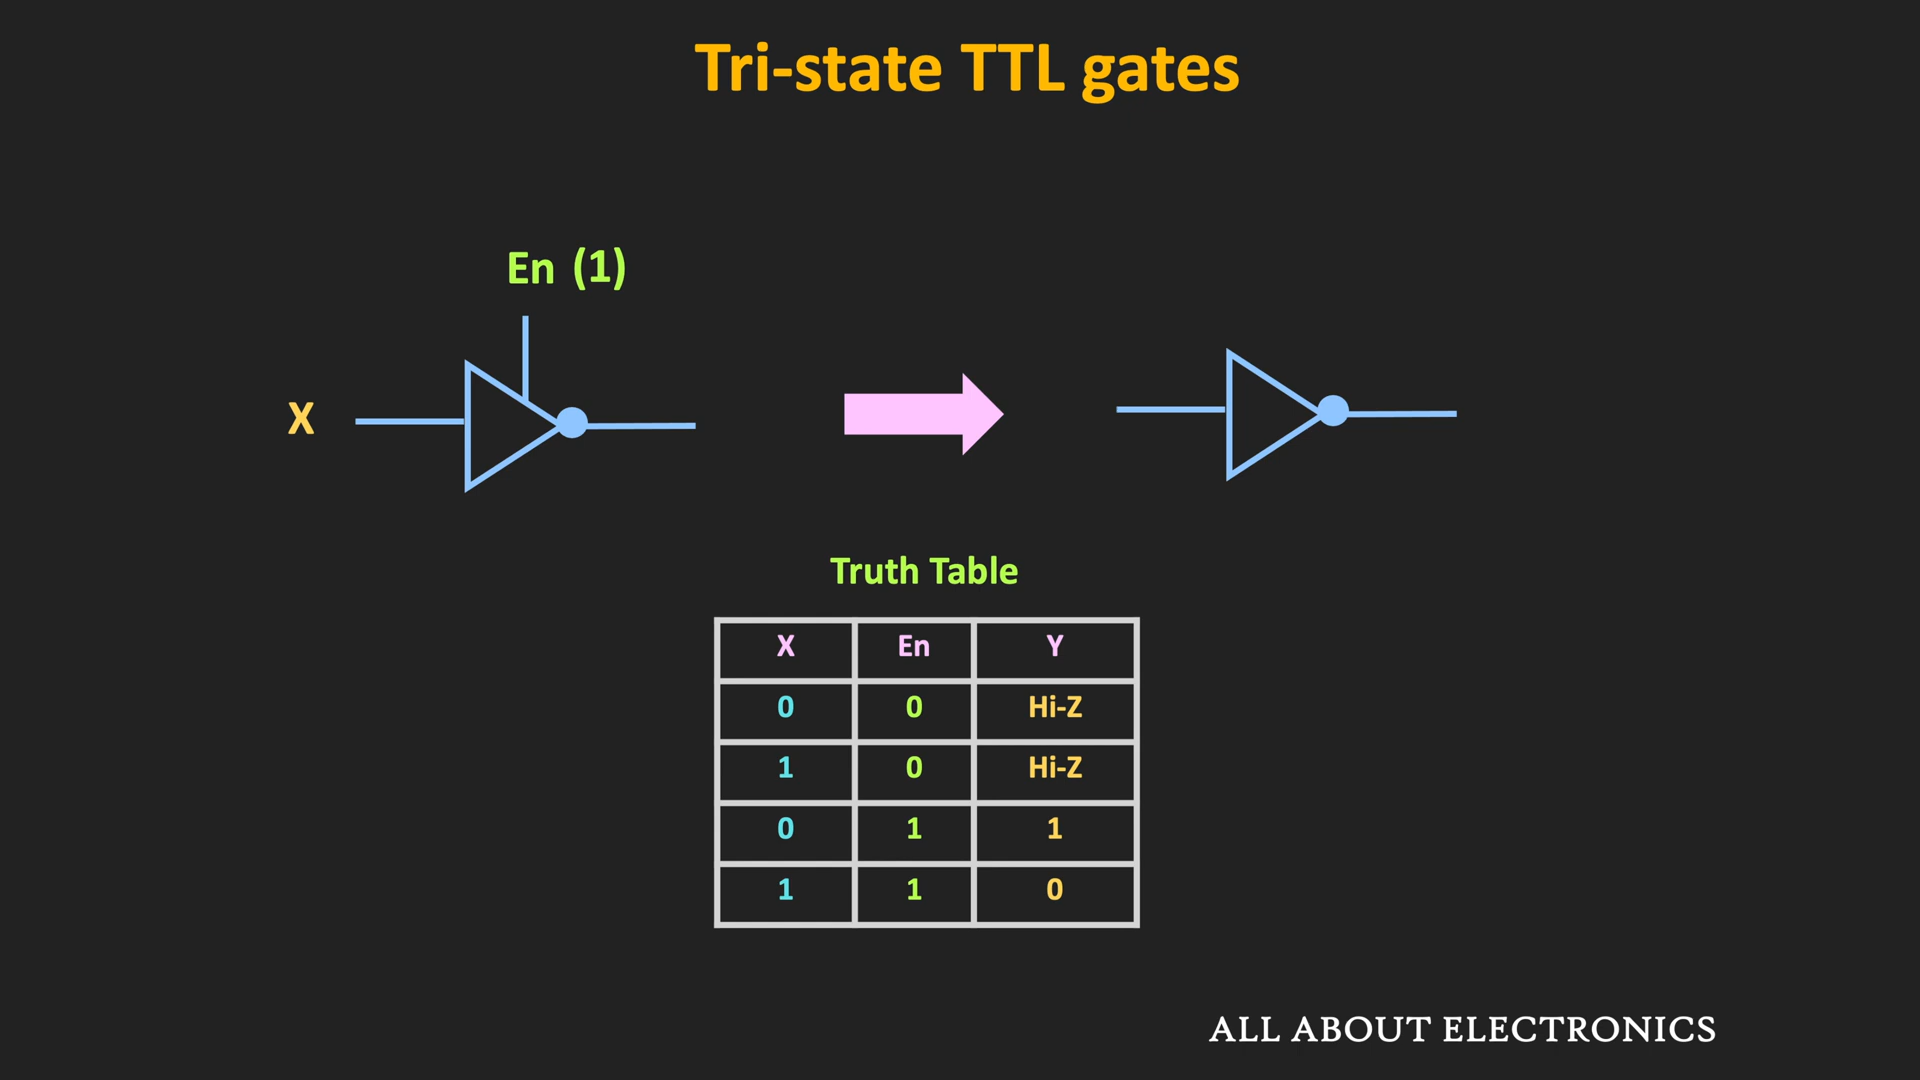 Tri-state TTL gates
En (1)
X
Truth Table
X En Y
0 0 Hi-Z
1 0 Hi-Z
0 1 1
1 1 0
ALL ABOUT ELECTRONICS